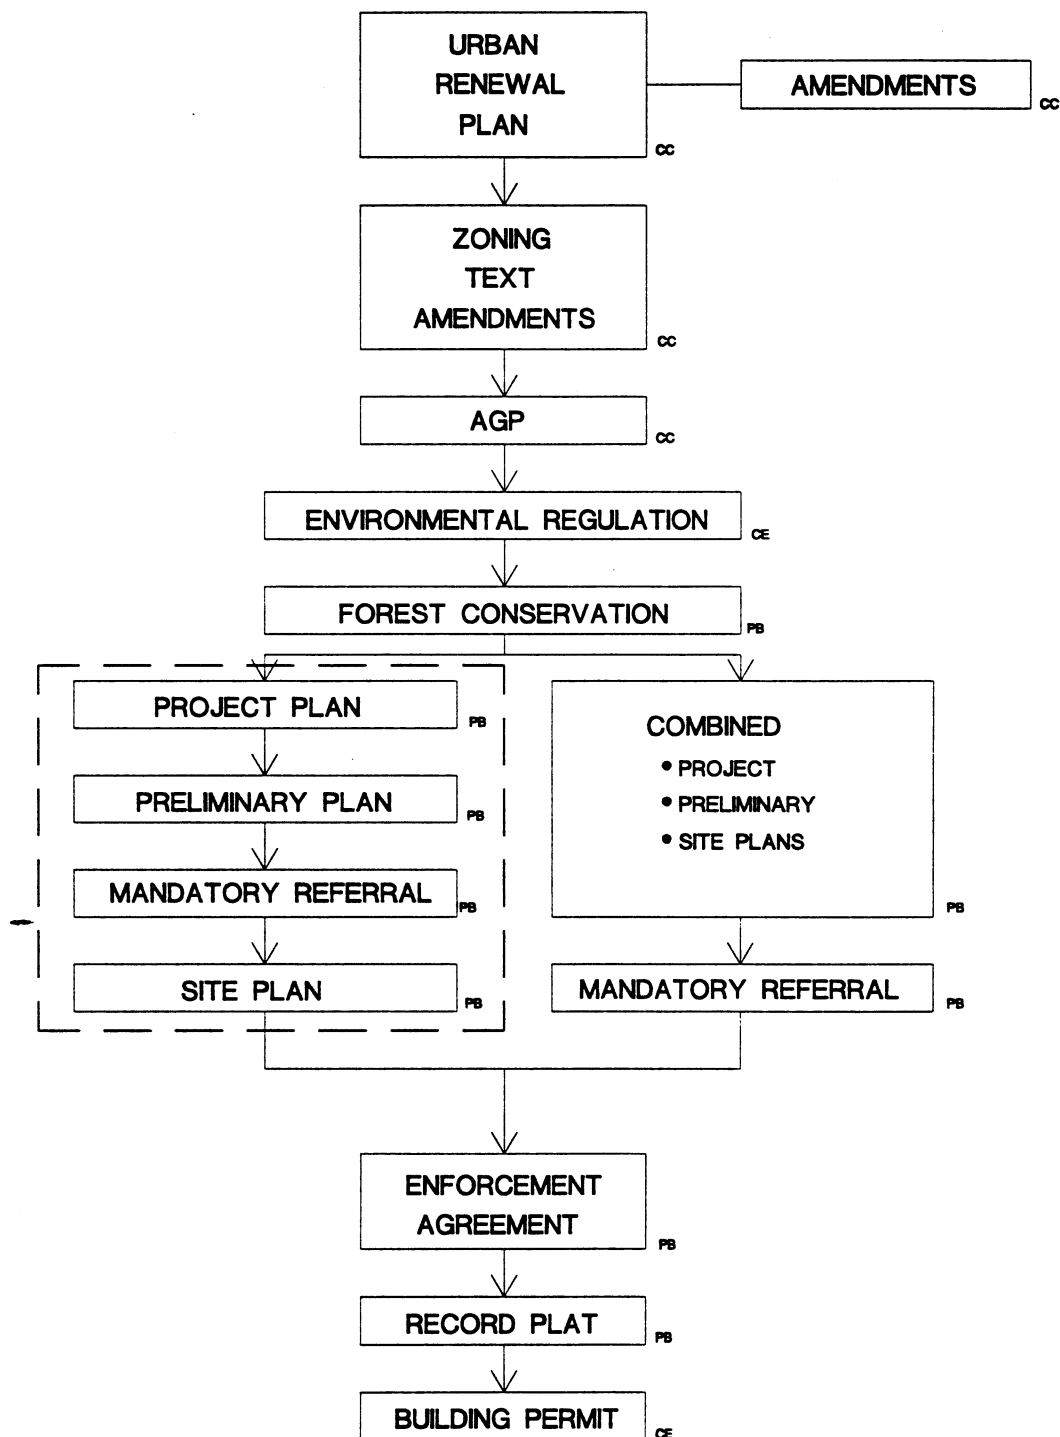 URBAN
RENEWAL
PLAN
CC
AMENDMENTS
CC
ZONING
TEXT
AMENDMENTS
CC
AGP
CC
ENVIRONMENTAL REGULATION
CE
FOREST CONSERVATION
PB
PROJECT PLAN
PB
PRELIMINARY PLAN
PB
MANDATORY REFERRAL
PB
SITE PLAN
PB
COMBINED
• PROJECT
• PRELIMINARY
• SITE PLANS
PB
MANDATORY REFERRAL
PB
ENFORCEMENT
AGREEMENT
PB
RECORD PLAT
PB
BUILDING PERMIT
CE